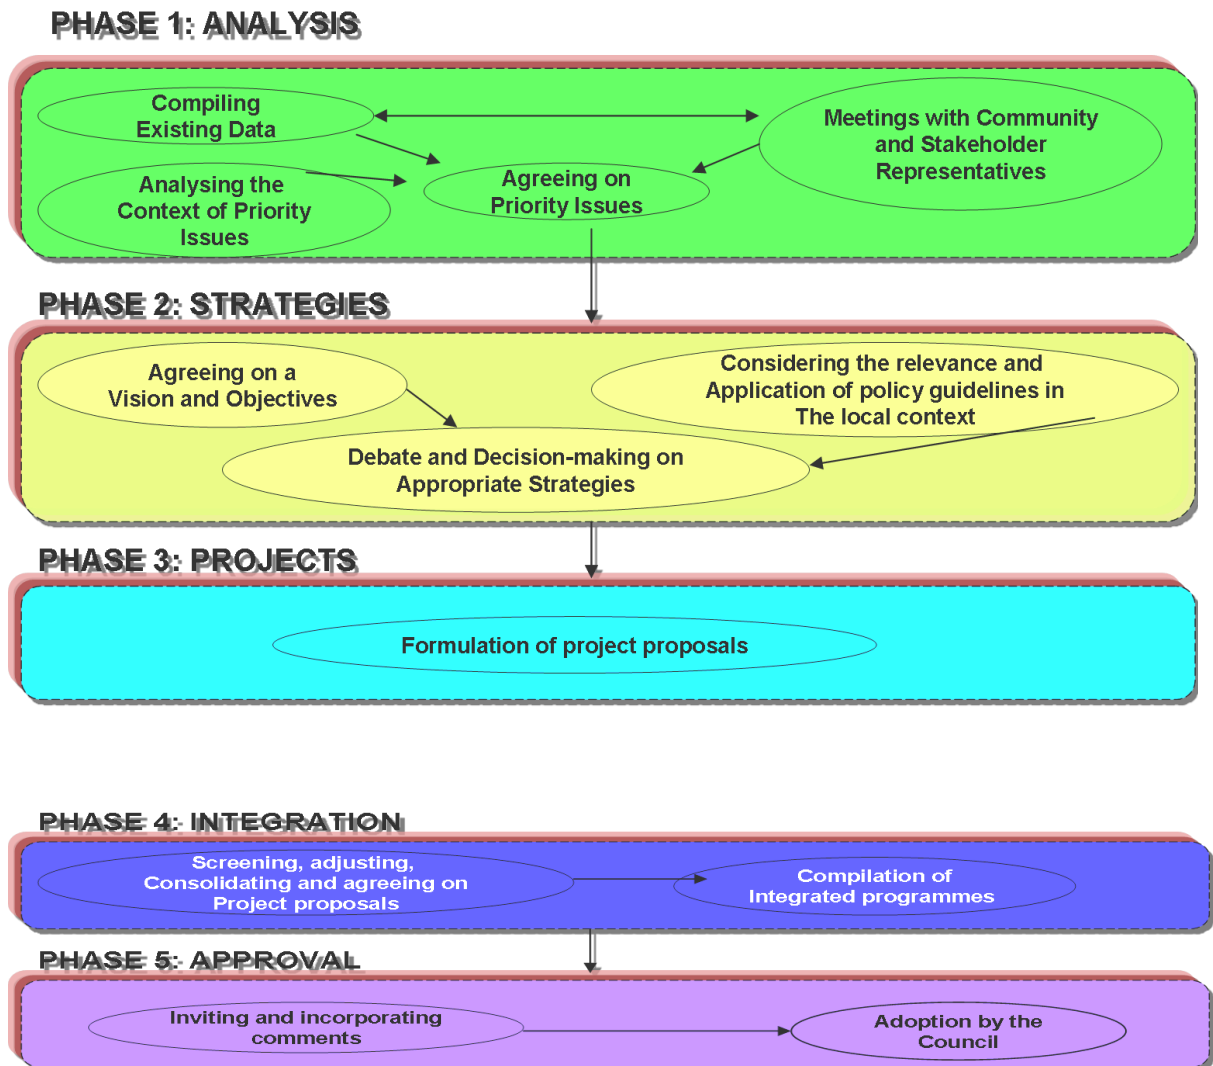 PHASE 1: ANALYSIS
Compiling
Existing Data
Meetings with Community
and Stakeholder
Representatives
Analysing the
Context of Priority
Issues
Agreeing on
Priority Issues
PHASE 2: STRATEGIES
Agreeing on a
Vision and Objectives
Considering the relevance and
Application of policy guidelines in
The local context
Debate and Decision-making on
Appropriate Strategies
PHASE 3: PROJECTS
Formulation of project proposals
PHASE 4: INTEGRATION
Screening, adjusting,
Consolidating and agreeing on
Project proposals
Compilation of
Integrated programmes
PHASE 5: APPROVAL
Inviting and incorporating
comments
Adoption by the
Council